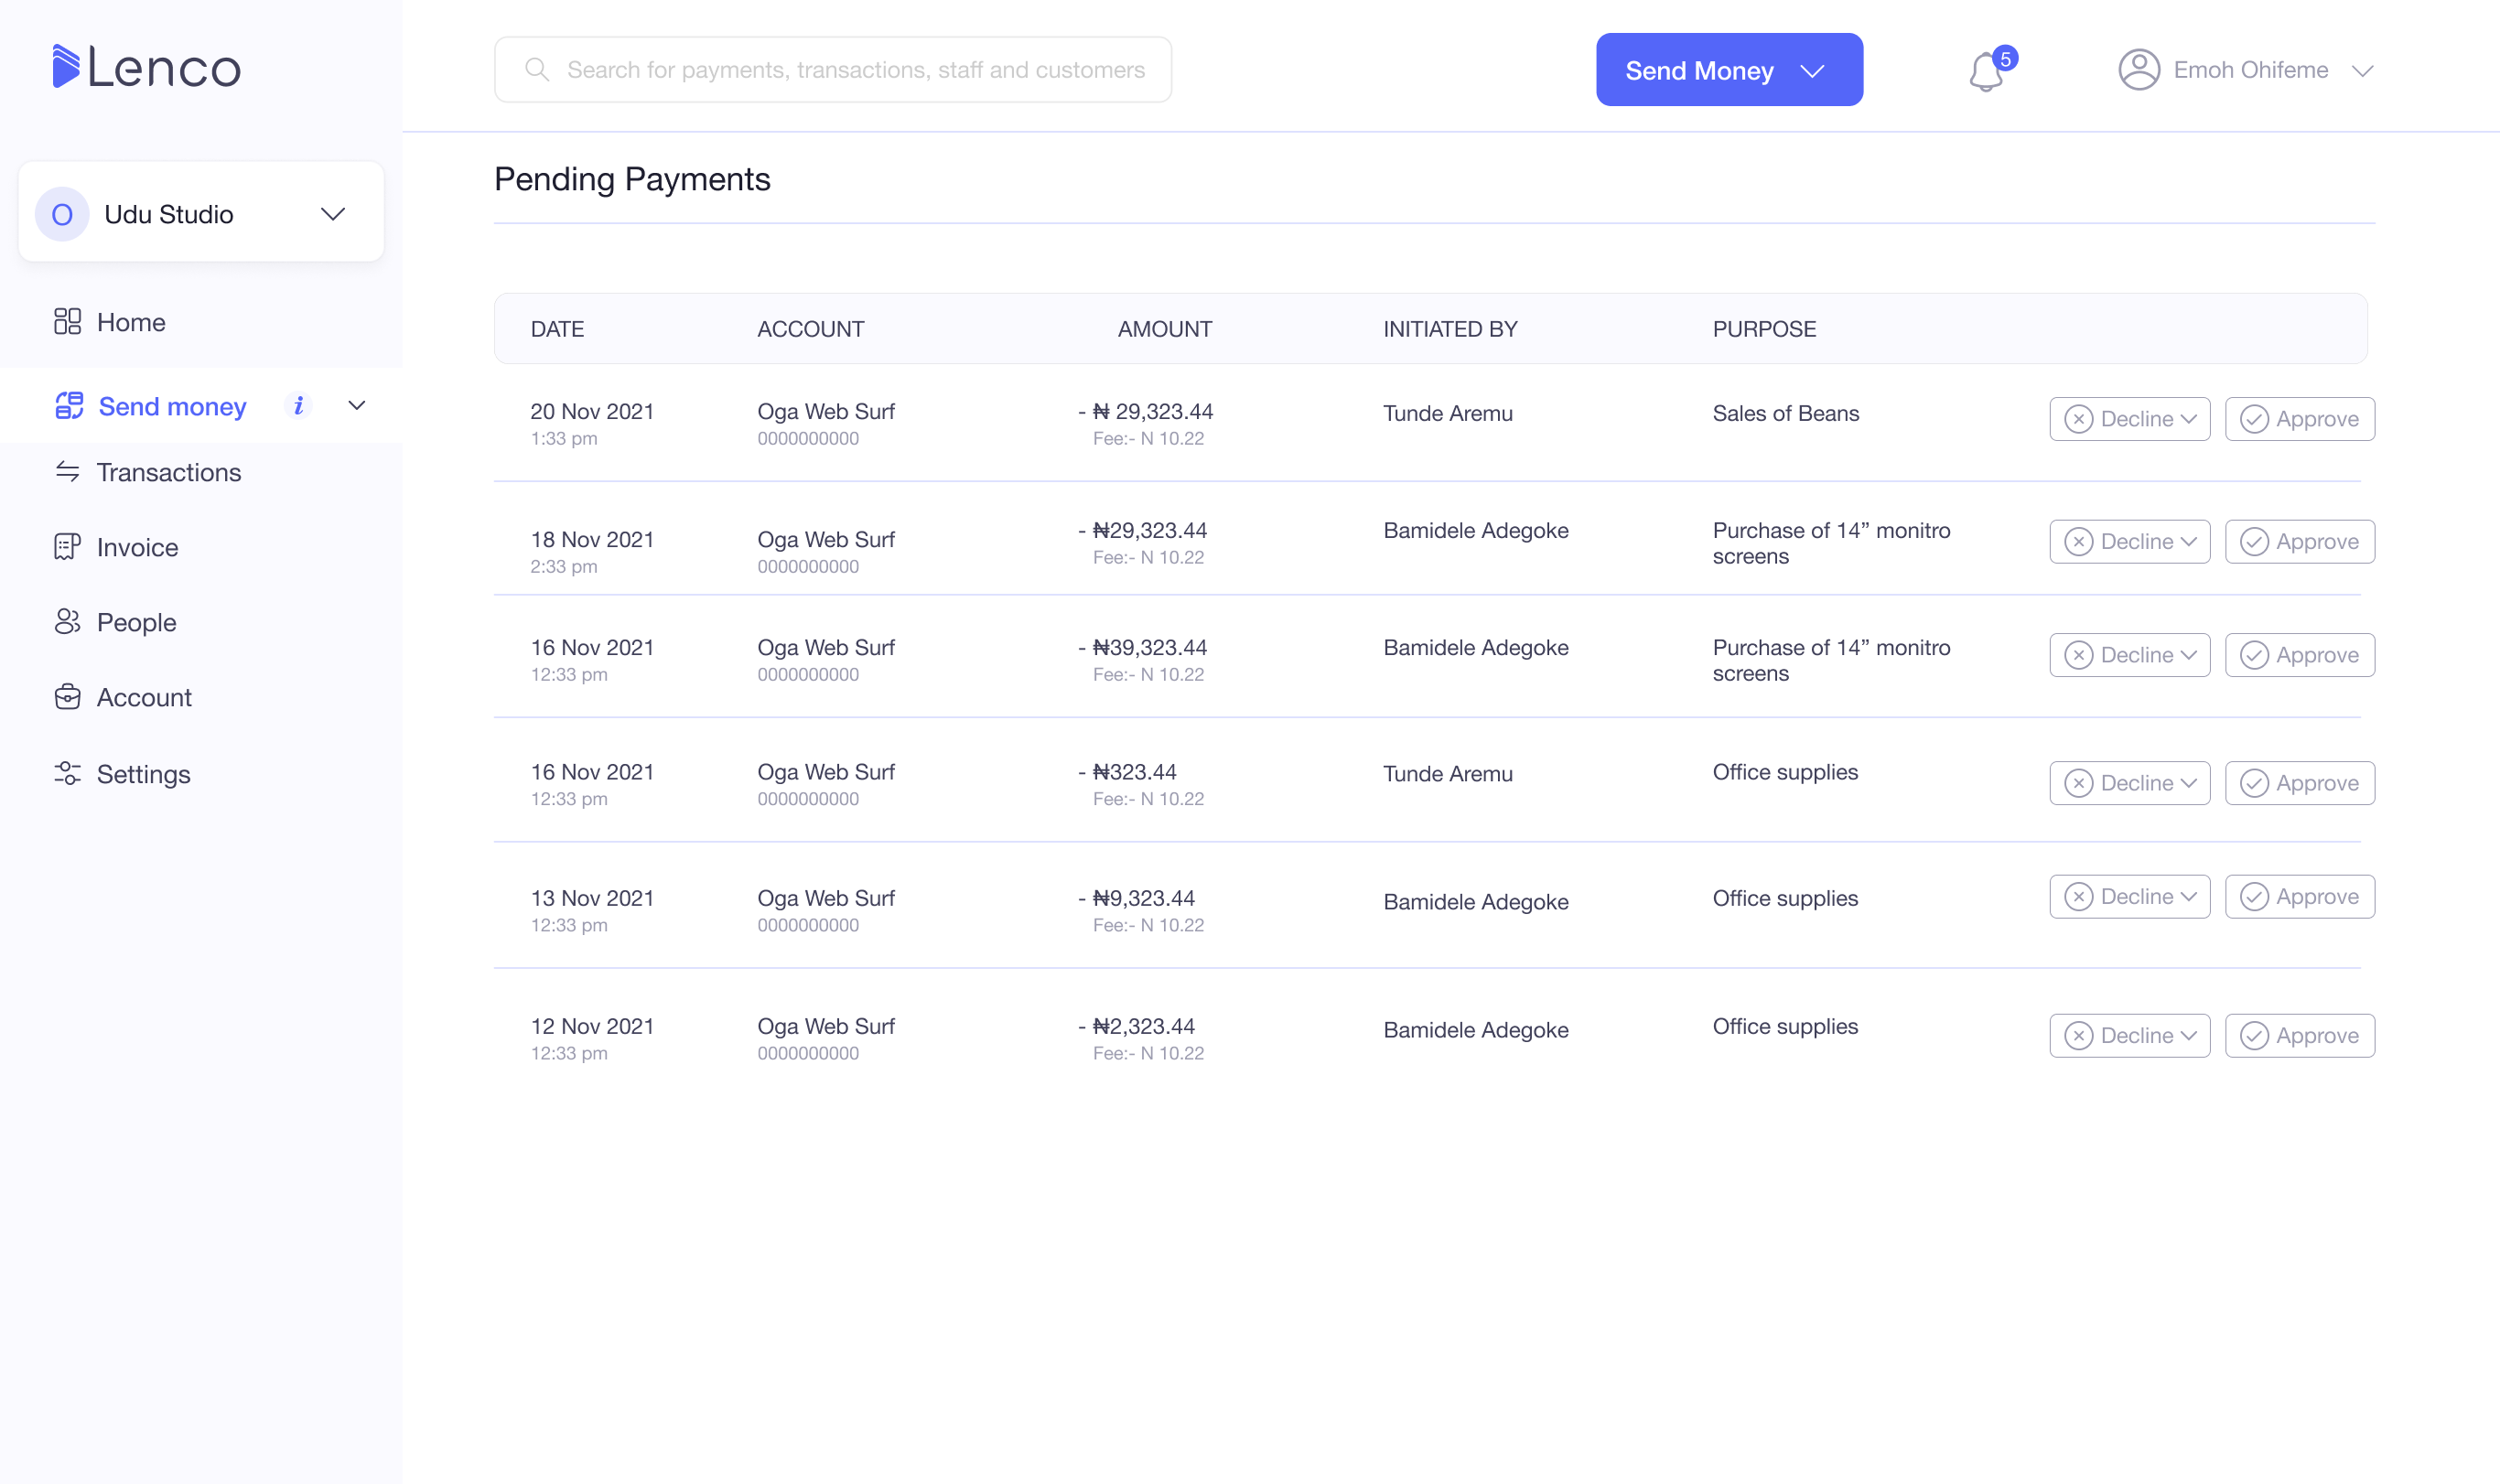 Lenco
Search for payments, transactions, staff and customers
Send Money
5
Emoh Ohifeme
O Udu Studio
Home
Send money i
Transactions
Invoice
People
Account
Settings
Pending Payments
DATE ACCOUNT AMOUNT INITIATED BY PURPOSE
20 Nov 2021 Oga Web Surf - ₦ 29,323.44 Tunde Aremu Sales of Beans Decline Approve
1:33 pm 0000000000 Fee:- N 10.22
18 Nov 2021 Oga Web Surf - ₦29,323.44 Bamidele Adegoke Purchase of 14” monitro Decline Approve
2:33 pm 0000000000 Fee:- N 10.22 screens
16 Nov 2021 Oga Web Surf - ₦39,323.44 Bamidele Adegoke Purchase of 14” monitro Decline Approve
12:33 pm 0000000000 Fee:- N 10.22 screens
16 Nov 2021 Oga Web Surf - ₦323.44 Tunde Aremu Office supplies Decline Approve
12:33 pm 0000000000 Fee:- N 10.22
13 Nov 2021 Oga Web Surf - ₦9,323.44 Bamidele Adegoke Office supplies Decline Approve
12:33 pm 0000000000 Fee:- N 10.22
12 Nov 2021 Oga Web Surf - ₦2,323.44 Bamidele Adegoke Office supplies Decline Approve
12:33 pm 0000000000 Fee:- N 10.22